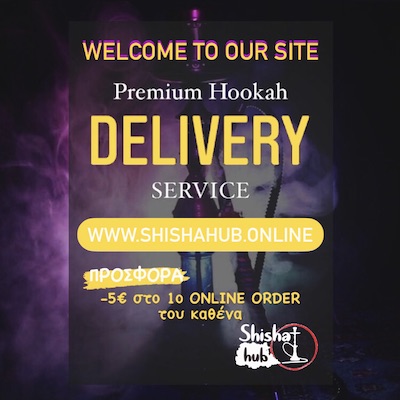 WELCOME TO OUR SITE
Premium Hookah
DELIVERY
SERVICE
WWW.SHISHAHUB.ONLINE
ΠΡΟΣΦΟΡΑ
-5€ στο 1ο ONLINE ORDER
του καθένα
Shisha
hub